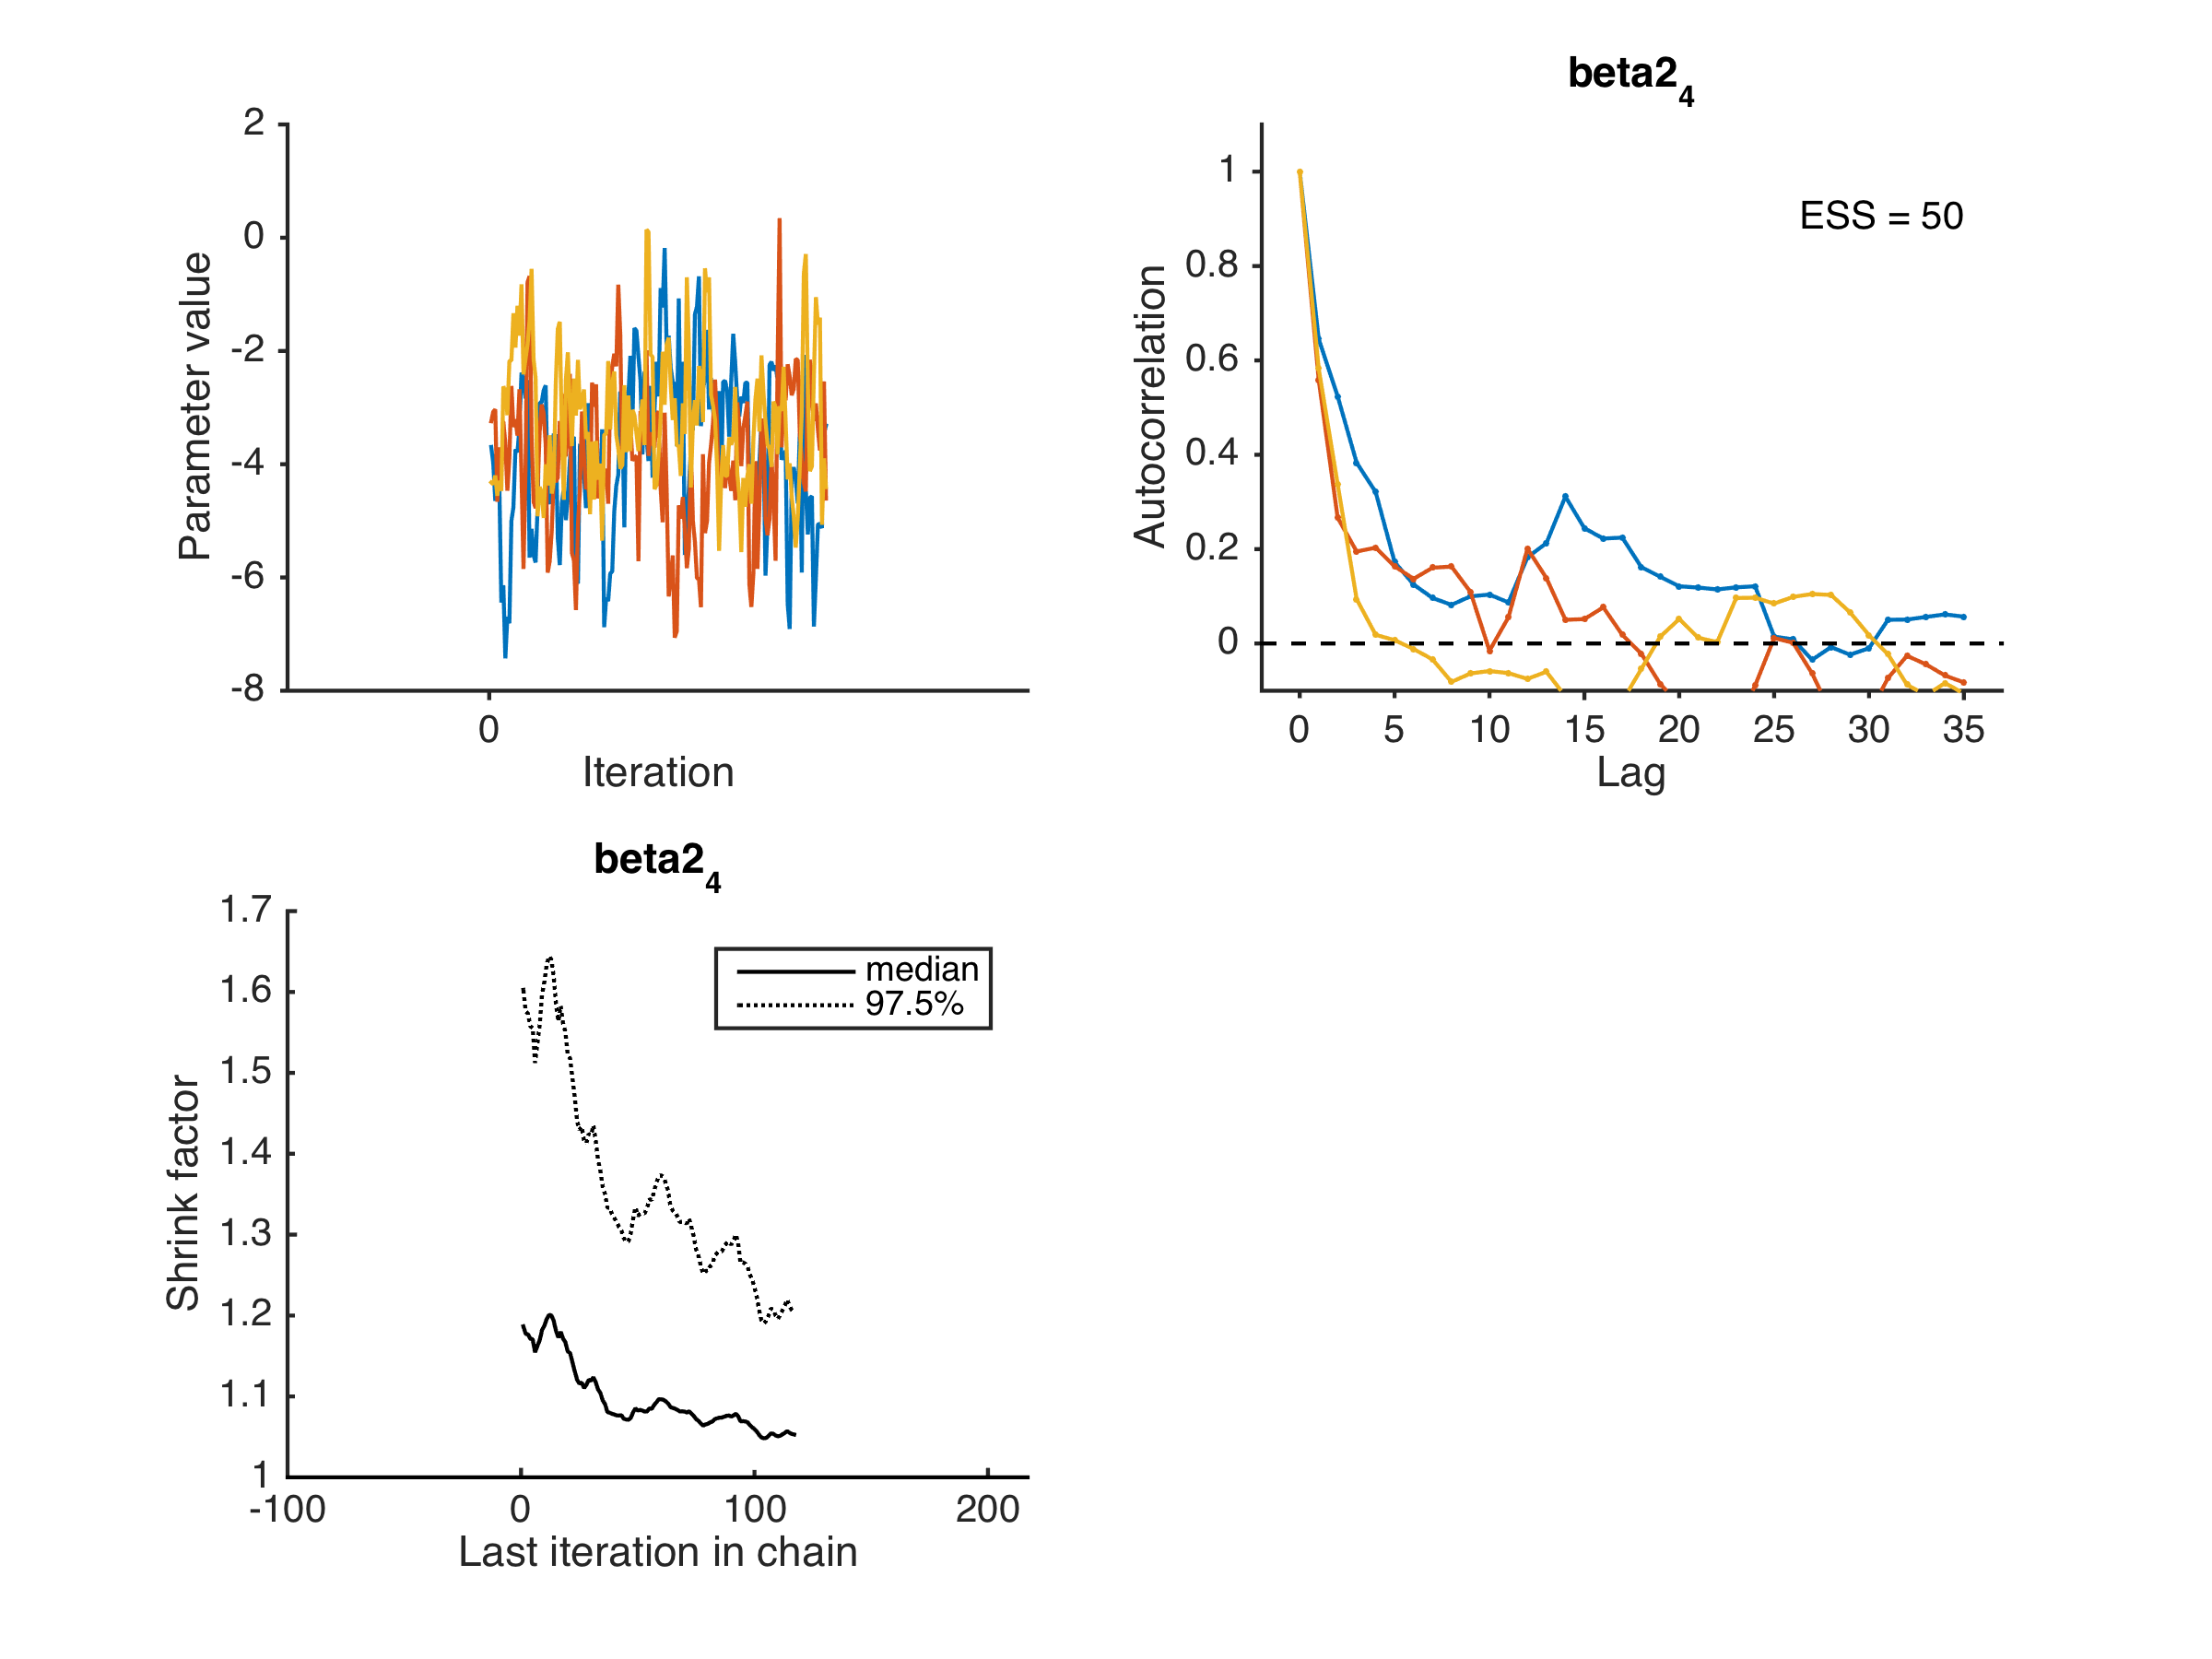 2
0
-2
-4
-6
-8
Parameter value
0
Iteration
beta2₄
1
0.8
0.6
0.4
0.2
0
Autocorrelation
ESS = 50
0 5 10 15 20 25 30 35
Lag
beta2₄
1.7
1.6
1.5
1.4
1.3
1.2
1.1
1
Shrink factor
median
97.5%
-100 0 100 200
Last iteration in chain